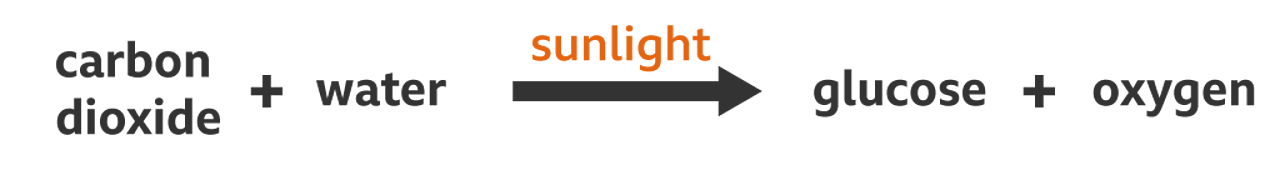 carbon dioxide + water sunlight glucose + oxygen